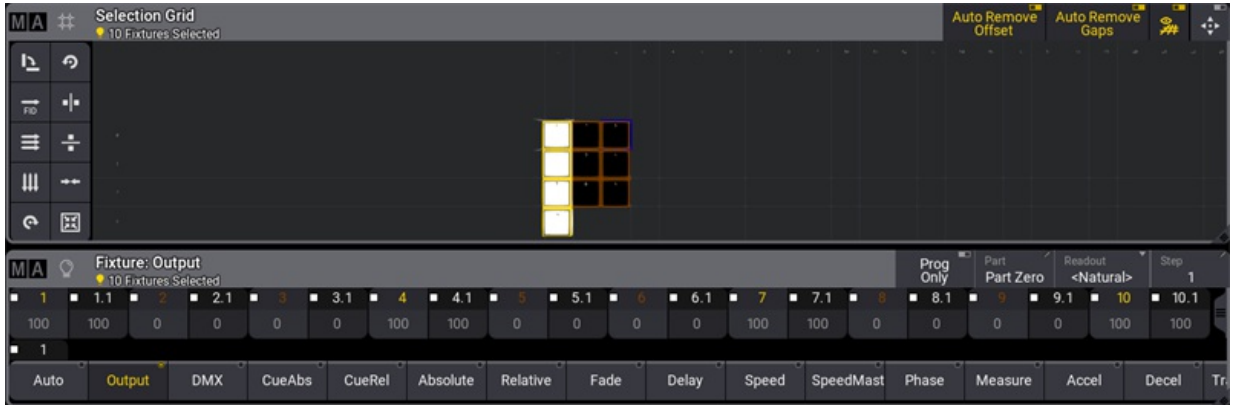 MA Selection Grid
10 Fixtures Selected
Auto Remove Offset
Auto Remove Gaps
FID
MA Fixture: Output
10 Fixtures Selected
Prog Only
Part
Part Zero
Readout
<Natural>
Step
1
1 1.1 2 2.1 3 3.1 4 4.1 5 5.1 6 6.1 7 7.1 8 8.1 9 9.1 10 10.1
100 100 0 0 0 0 100 100 0 0 0 0 100 100 0 0 0 0 100 100
1
Auto Output DMX CueAbs CueRel Absolute Relative Fade Delay Speed SpeedMast Phase Measure Accel Decel Tr